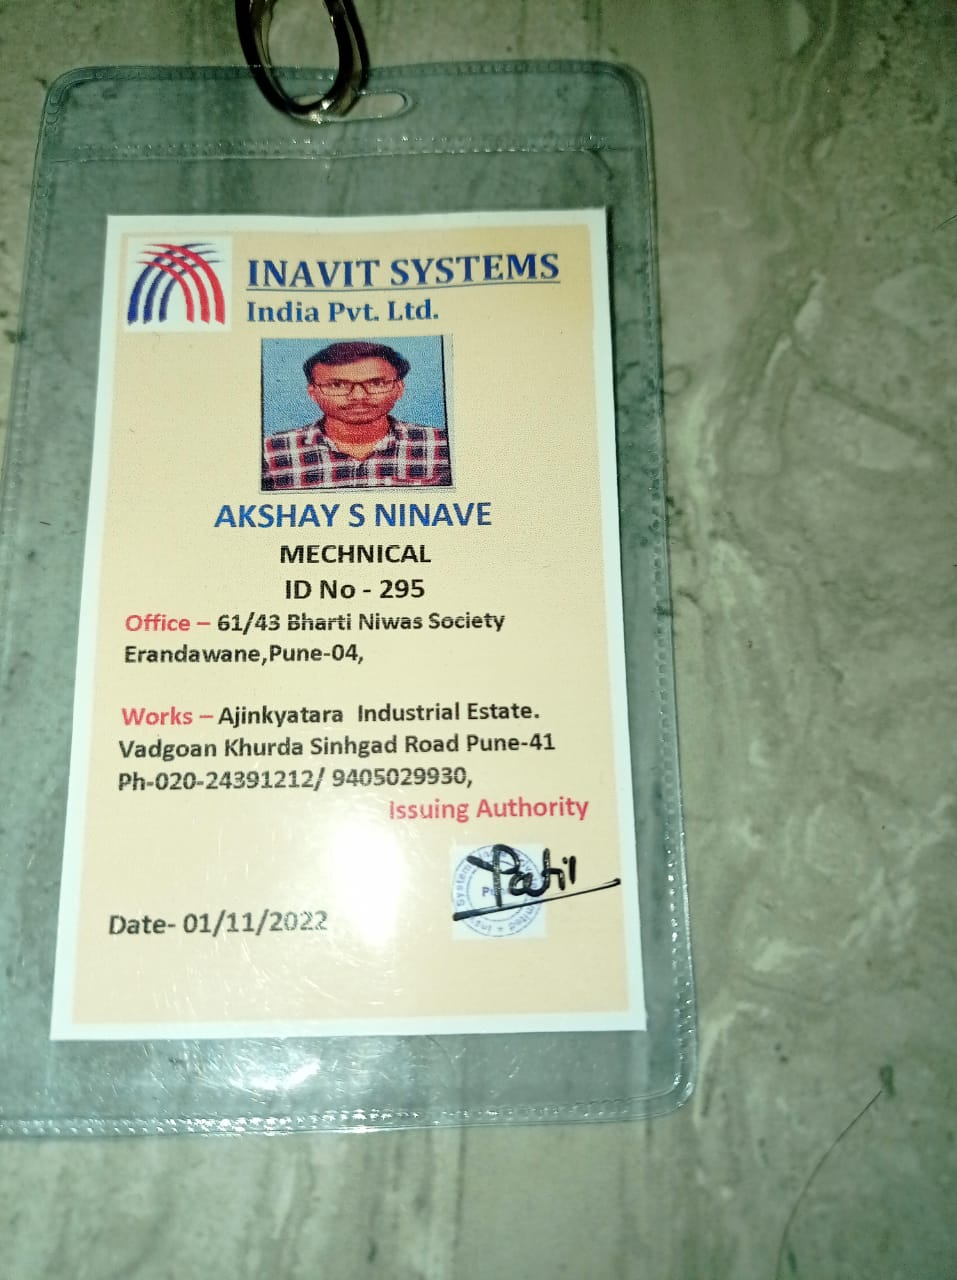 INAVIT SYSTEMS
India Pvt. Ltd.
AKSHAY S NINAVE
MECHNICAL
ID No - 295
Office – 61/43 Bharti Niwas Society
Erandawane,Pune-04,
Works – Ajinkyatara Industrial Estate.
Vadgoan Khurda Sinhgad Road Pune-41
Ph-020-24391212/ 9405029930,
Issuing Authority
Patil
Date- 01/11/2022